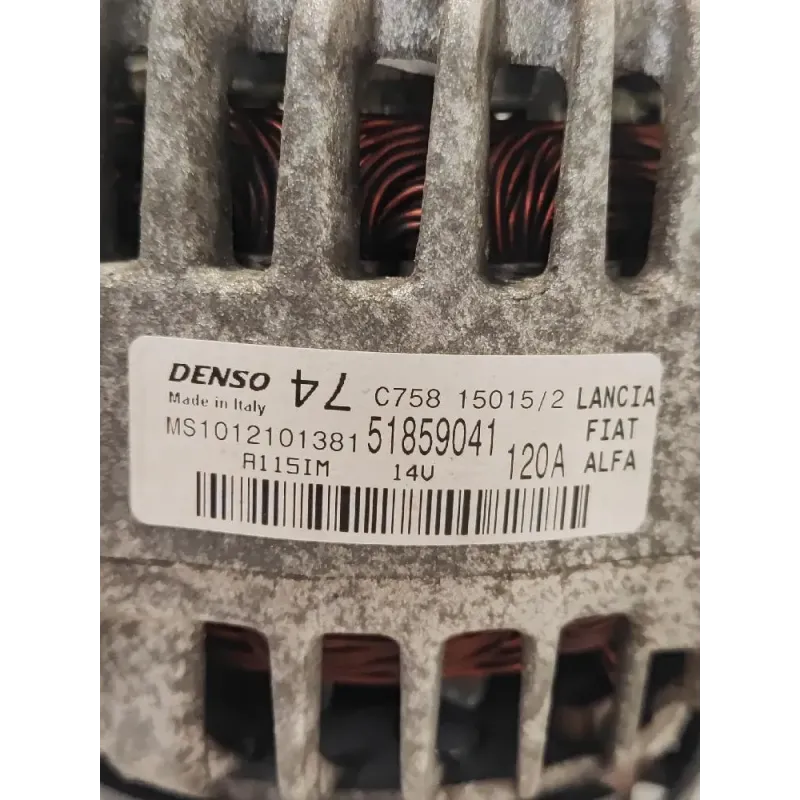 DENSO 74 C758 15015/2 LANCIA
Made in Italy
MS1012101381 51859041 120A FIAT
A115IM 14V ALFA